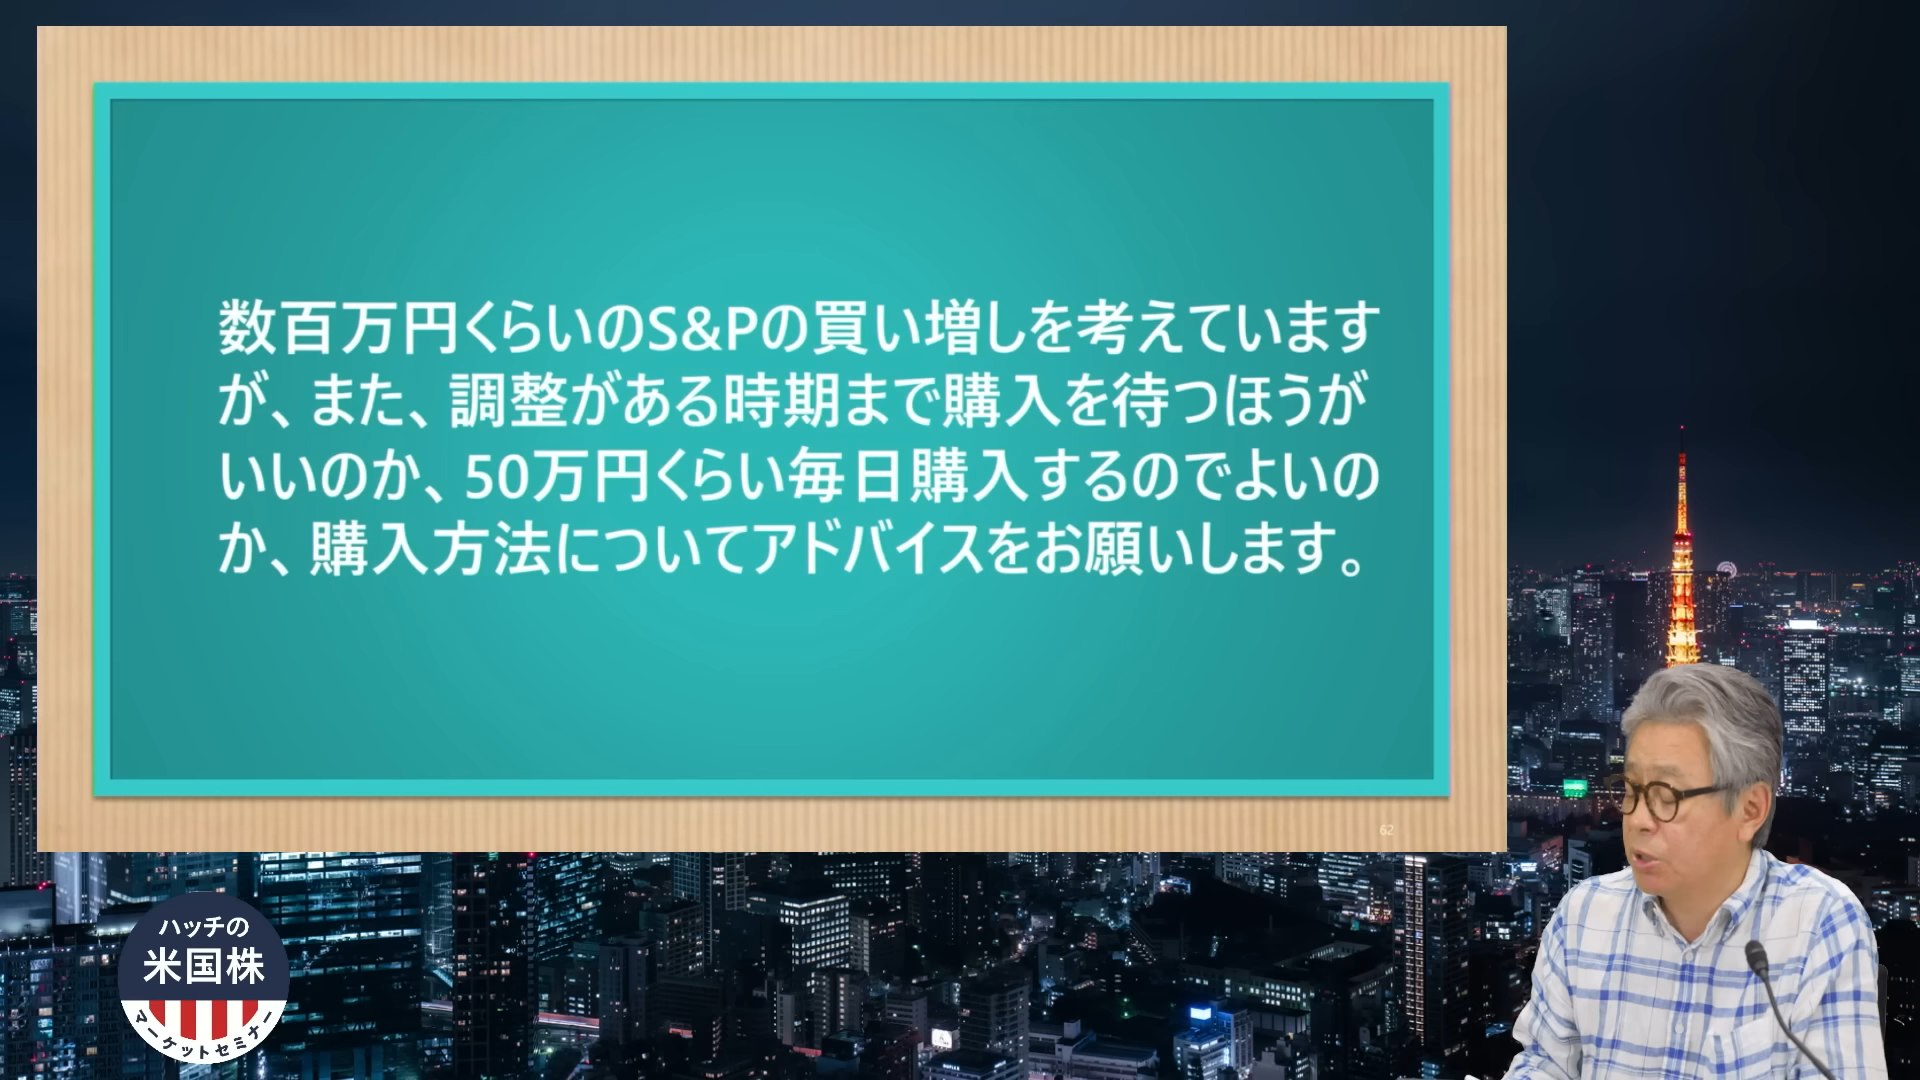 数百万円くらいのS&Pの買い増しを考えています
が、また、調整がある時期まで購入を待つほうが
いいのか、50万円くらい毎日購入するのでよいの
か、購入方法についてアドバイスをお願いします。
62
ハッチの
米国株
マーケットセミナー